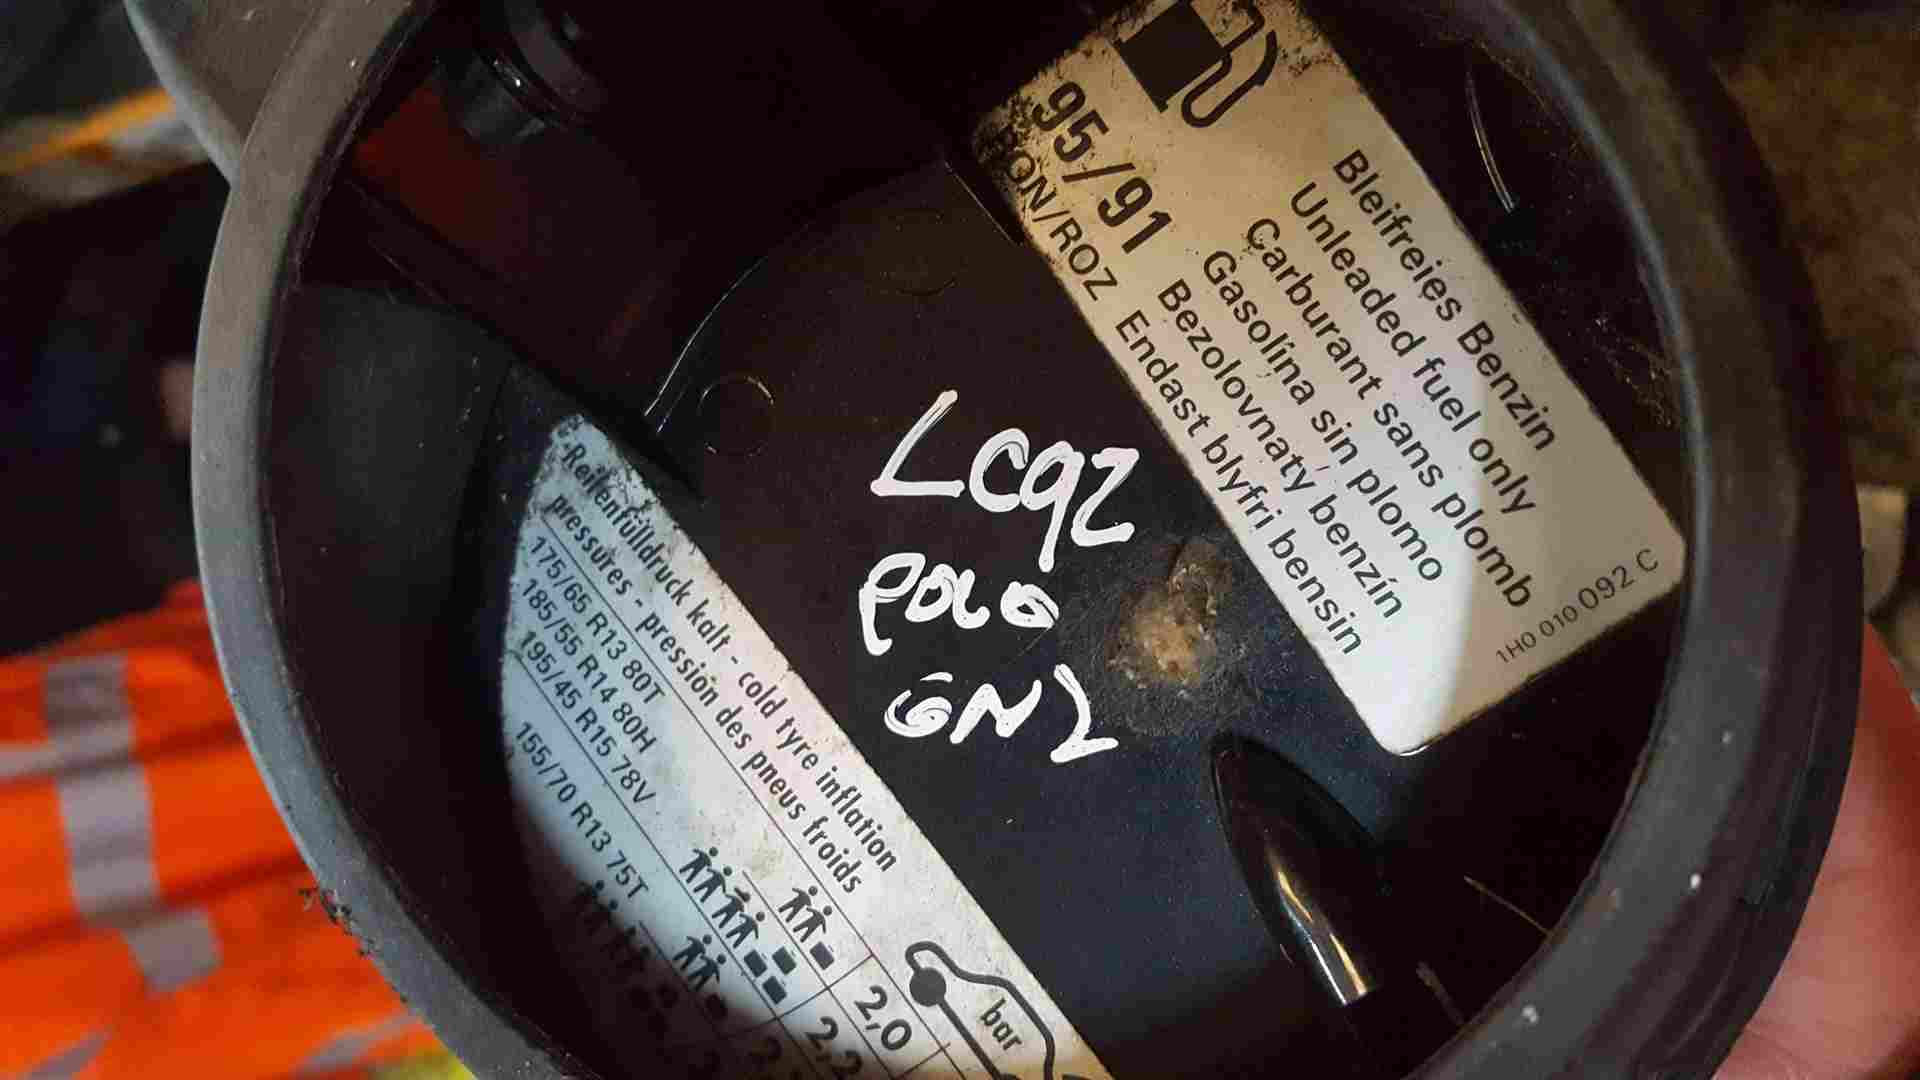 95/91
RON/ROZ
Bleifreies Benzin
Unleaded fuel only
Carburant sans plomb
Gasolina sin plomo
Bezolovnatý benzín
Endast blyfri bensin
1H0 010 092 C
LC9Z
POLO
6N2
-Reifenfülldruck kalt - cold tyre inflation
pressures - pression des pneus froids
175/65 R13 80T
185/55 R14 80H
195/45 R15 78V
155/70 R13 75T
bar
2,0
2,2